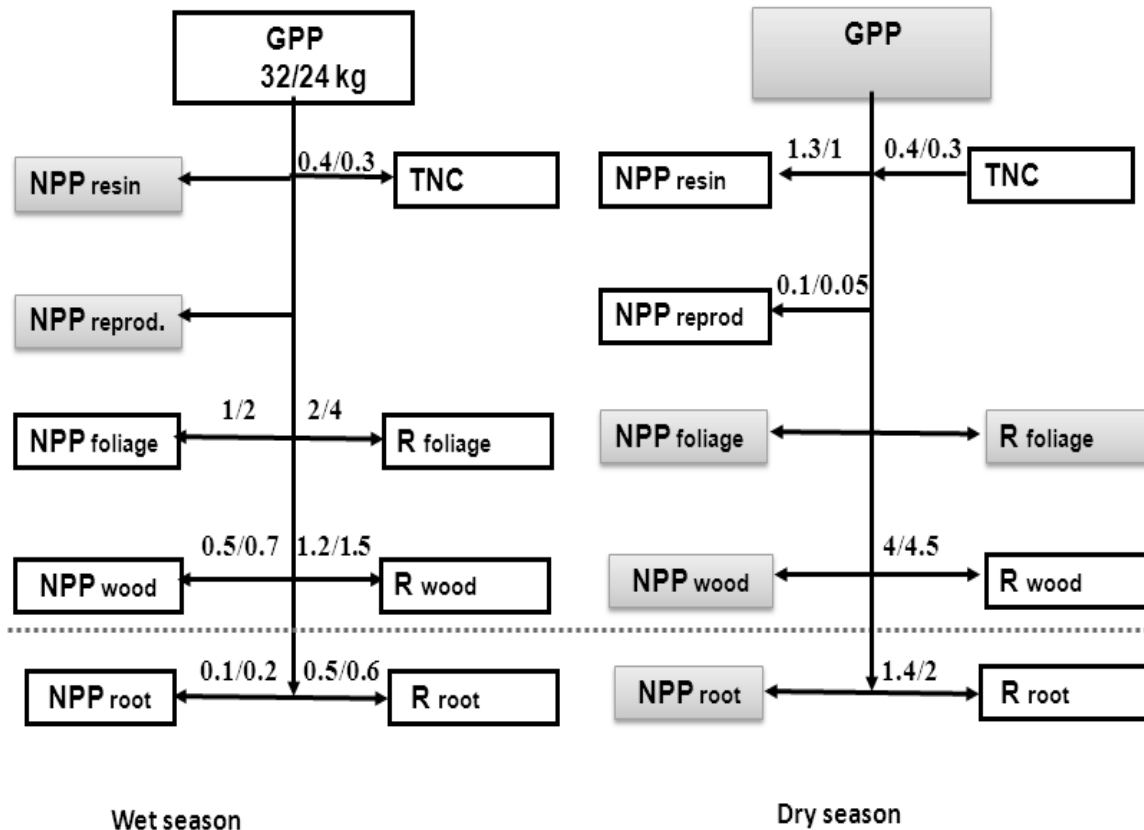 GPP
32/24 kg
NPP resin
0.4/0.3
TNC
NPP reprod.
NPP foliage
1/2
2/4
R foliage
NPP wood
0.5/0.7
1.2/1.5
R wood
NPP root
0.1/0.2
0.5/0.6
R root
Wet season
GPP
NPP resin
1.3/1
0.4/0.3
TNC
NPP reprod
0.1/0.05
NPP foliage
R foliage
NPP wood
4/4.5
R wood
NPP root
1.4/2
R root
Dry season